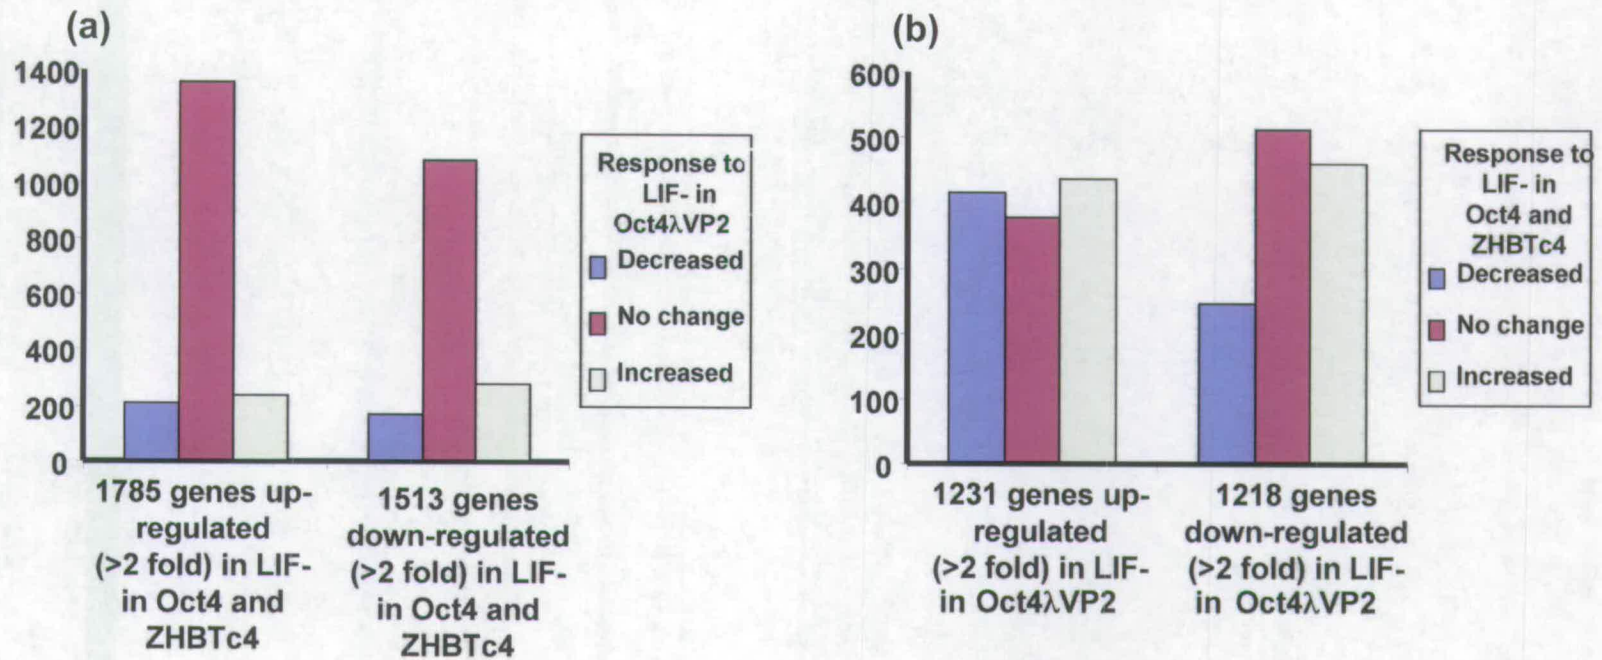 (a)
1400
1200
1000
800
600
400
200
0
1785 genes up-
regulated
(>2 fold) in LIF-
in Oct4 and
ZHBTc4
1513 genes
down-regulated
(>2 fold) in LIF-
in Oct4 and
ZHBTc4
Response to
LIF- in
Oct4λVP2
Decreased
No change
Increased
(b)
600
500
400
300
200
100
0
1231 genes up-
regulated
(>2 fold) in LIF-
in Oct4λVP2
1218 genes
down-regulated
(>2 fold) in LIF-
in Oct4λVP2
Response to
LIF- in
Oct4 and
ZHBTc4
Decreased
No change
Increased